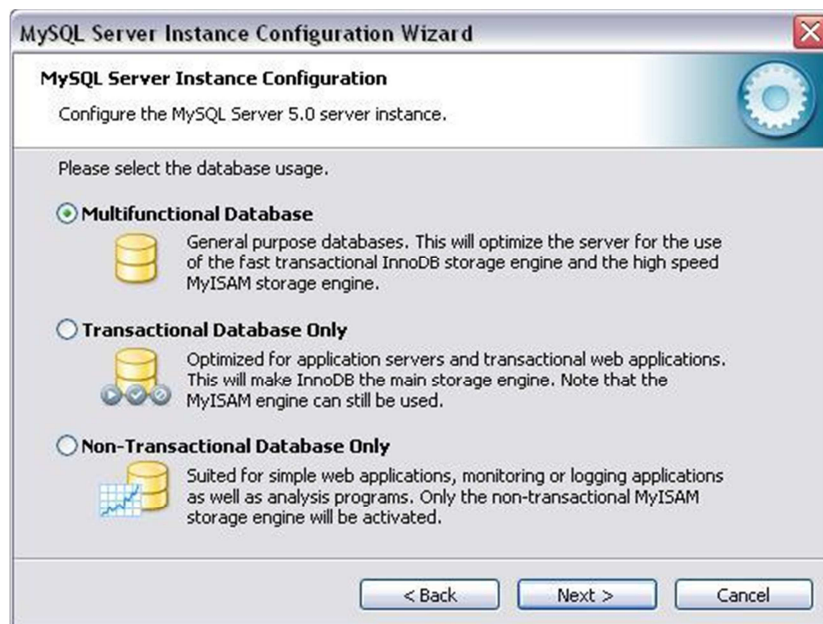 MySQL Server Instance Configuration Wizard
MySQL Server Instance Configuration
Configure the MySQL Server 5.0 server instance.
Please select the database usage.
Multifunctional Database
General purpose databases. This will optimize the server for the use
of the fast transactional InnoDB storage engine and the high speed
MyISAM storage engine.
Transactional Database Only
Optimized for application servers and transactional web applications.
This will make InnoDB the main storage engine. Note that the
MyISAM engine can still be used.
Non-Transactional Database Only
Suited for simple web applications, monitoring or logging applications
as well as analysis programs. Only the non-transactional MyISAM
storage engine will be activated.
< Back Next > Cancel